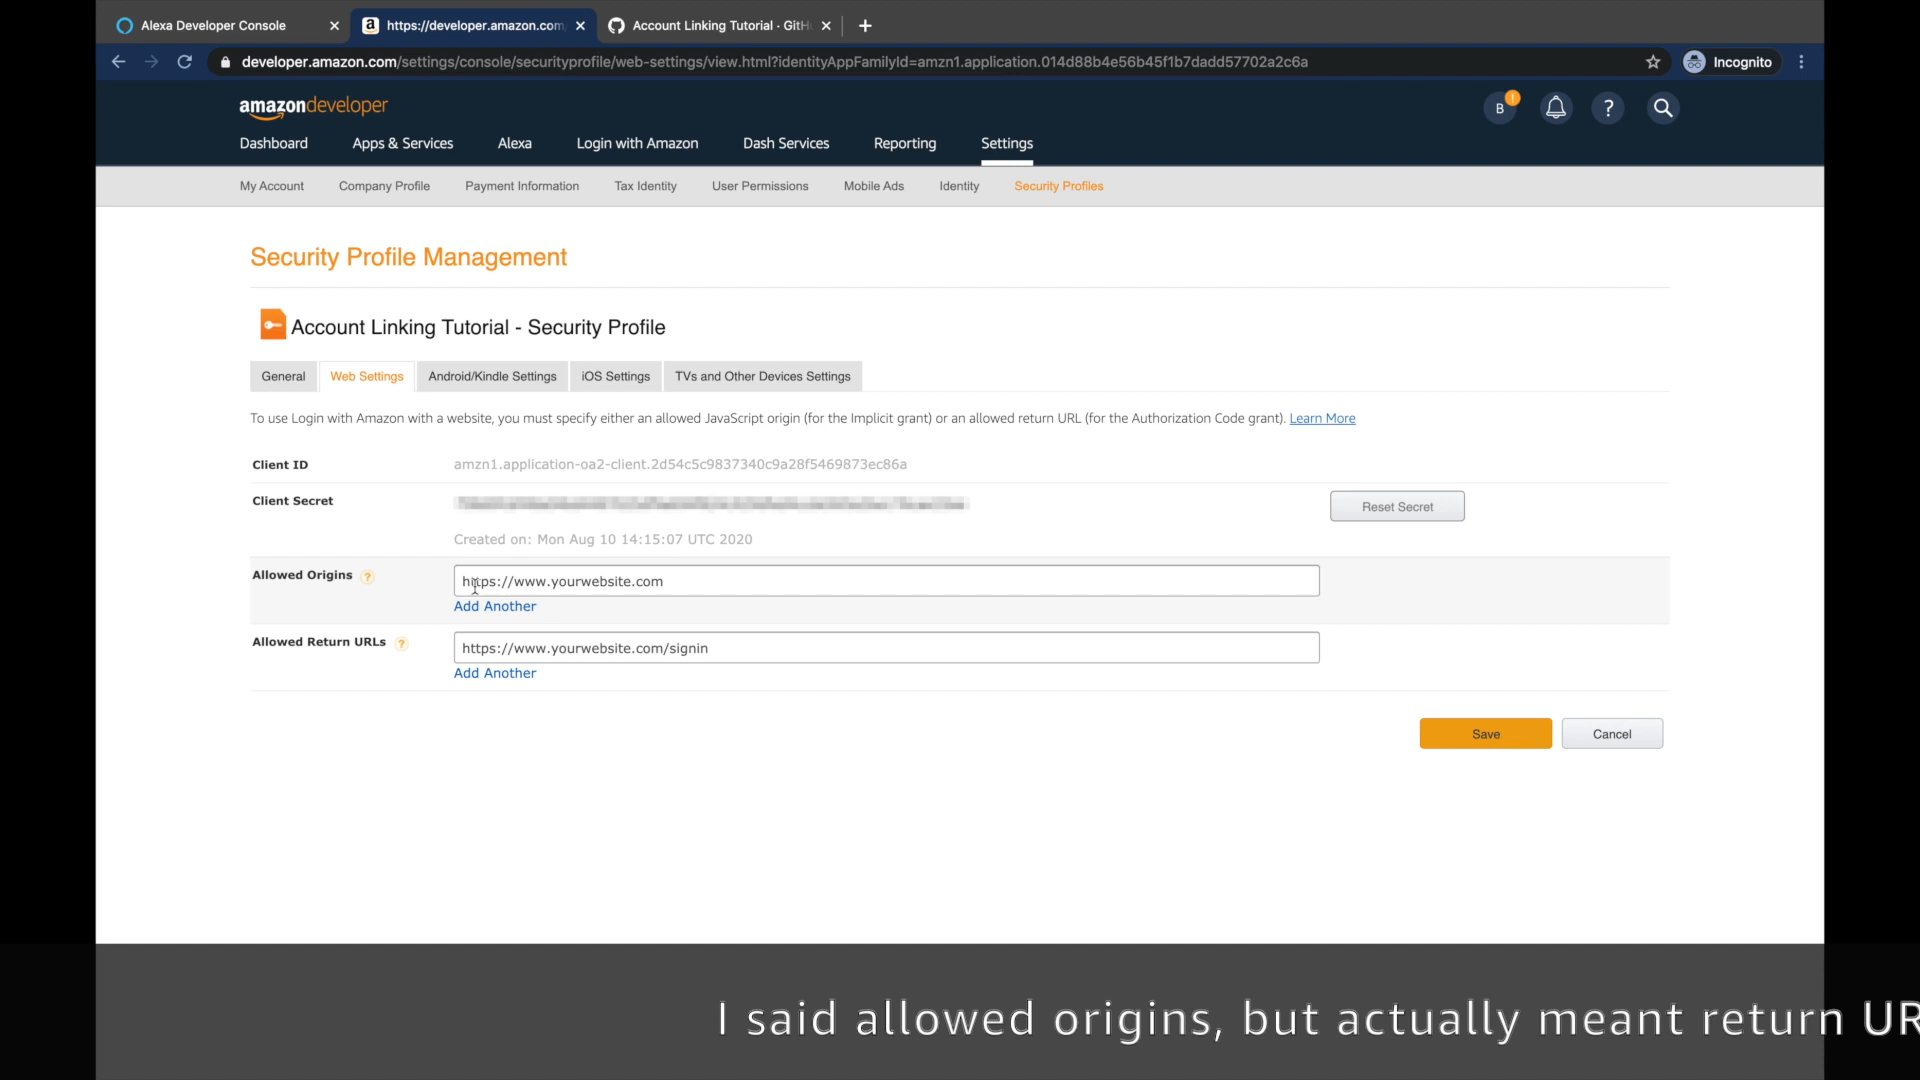 Alexa Developer Console
https://developer.amazon.com
Account Linking Tutorial · GitH
developer.amazon.com/settings/console/securityprofile/web-settings/view.html?identityAppFamilyId=amzn1.application.014d88b4e56b45f1b7dadd57702a2c6a
Incognito
amazondeveloper
B
!
?
Dashboard Apps & Services Alexa Login with Amazon Dash Services Reporting Settings
My Account Company Profile Payment Information Tax Identity User Permissions Mobile Ads Identity Security Profiles
Security Profile Management
Account Linking Tutorial - Security Profile
General Web Settings Android/Kindle Settings iOS Settings TVs and Other Devices Settings
To use Login with Amazon with a website, you must specify either an allowed JavaScript origin (for the Implicit grant) or an allowed return URL (for the Authorization Code grant). Learn More
Client ID amzn1.application-oa2-client.2d54c5c9837340c9a28f5469873ec86a
Client Secret
Reset Secret
Created on: Mon Aug 10 14:15:07 UTC 2020
Allowed Origins ? https://www.yourwebsite.com
Add Another
Allowed Return URLs ? https://www.yourwebsite.com/signin
Add Another
Save Cancel
I said allowed origins, but actually meant return UR